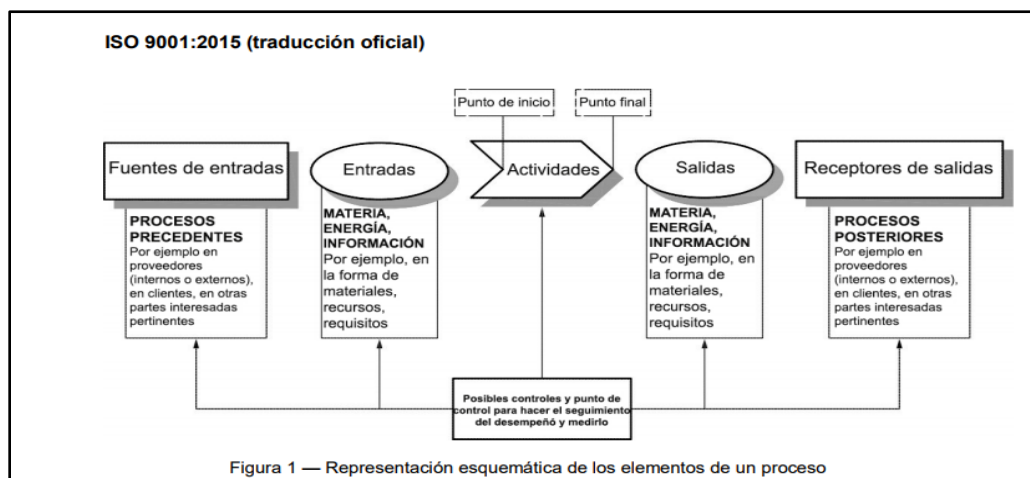 ISO 9001:2015 (traducción oficial)
Punto de inicio
Punto final
Fuentes de entradas
Entradas
Actividades
Salidas
Receptores de salidas
PROCESOS
PRECEDENTES
Por ejemplo en
proveedores
(internos o externos),
en clientes, en otras
partes interesadas
pertinentes
MATERIA,
ENERGÍA,
INFORMACIÓN
Por ejemplo, en
la forma de
materiales,
recursos,
requisitos
MATERIA,
ENERGÍA,
INFORMACIÓN
Por ejemplo, en
la forma de
materiales,
recursos,
requisitos
PROCESOS
POSTERIORES
Por ejemplo en
proveedores
(internos o externos),
en clientes, en otras
partes interesadas
pertinentes
Posibles controles y punto de
control para hacer el seguimiento
del desempeñó y medirlo
Figura 1 — Representación esquemática de los elementos de un proceso